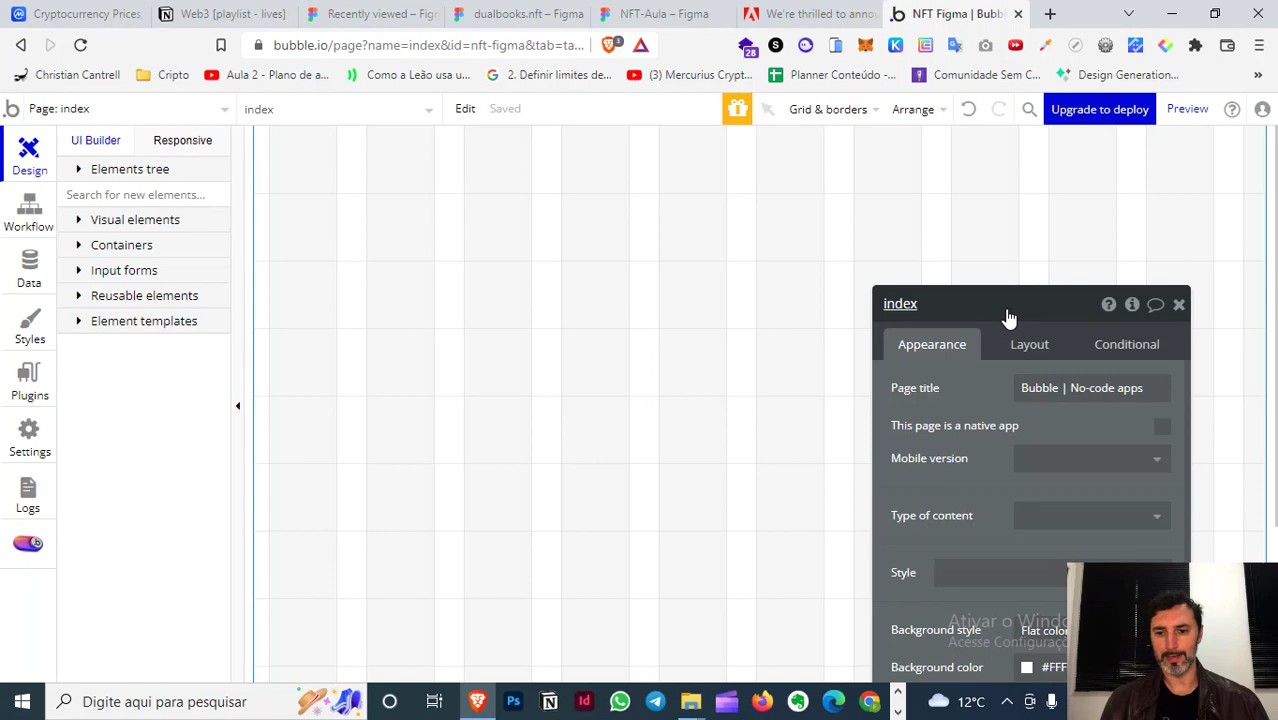 Cryptocurrency Prices,
Web3 [playlist - lives]
Recently viewed – Fig
dualbooks.nft – Figma
NFT-Aula – Figma
We're thrilled to anno
NFT Figma | Bubbl
bubble.io/page?name=index&id=nft-figma&tab=ta...
3
28
Christian Cantrell
Cripto
Aula 2 - Plano de a...
Como a Leão usa u...
2. Definir limites de...
(3) Mercurius Crypt...
Planner Conteúdo -...
Comunidade Sem C...
Design Generation...
Page: index
index
Edit
Saved
Grid & borders
Arrange
Upgrade to deploy
Preview
Design
Workflow
Data
Styles
Plugins
Settings
Logs
UI Builder
Responsive
Elements tree
Search for new elements...
Visual elements
Containers
Input forms
Reusable elements
Element templates
index
Appearance
Layout
Conditional
Page title
Bubble | No-code apps
This page is a native app
Mobile version
Type of content
Style
Background style
Flat colo
Background color
#FFF
Ativar o Windo
Acesse Configuraç
Digite aqui para pesquisar
12°C